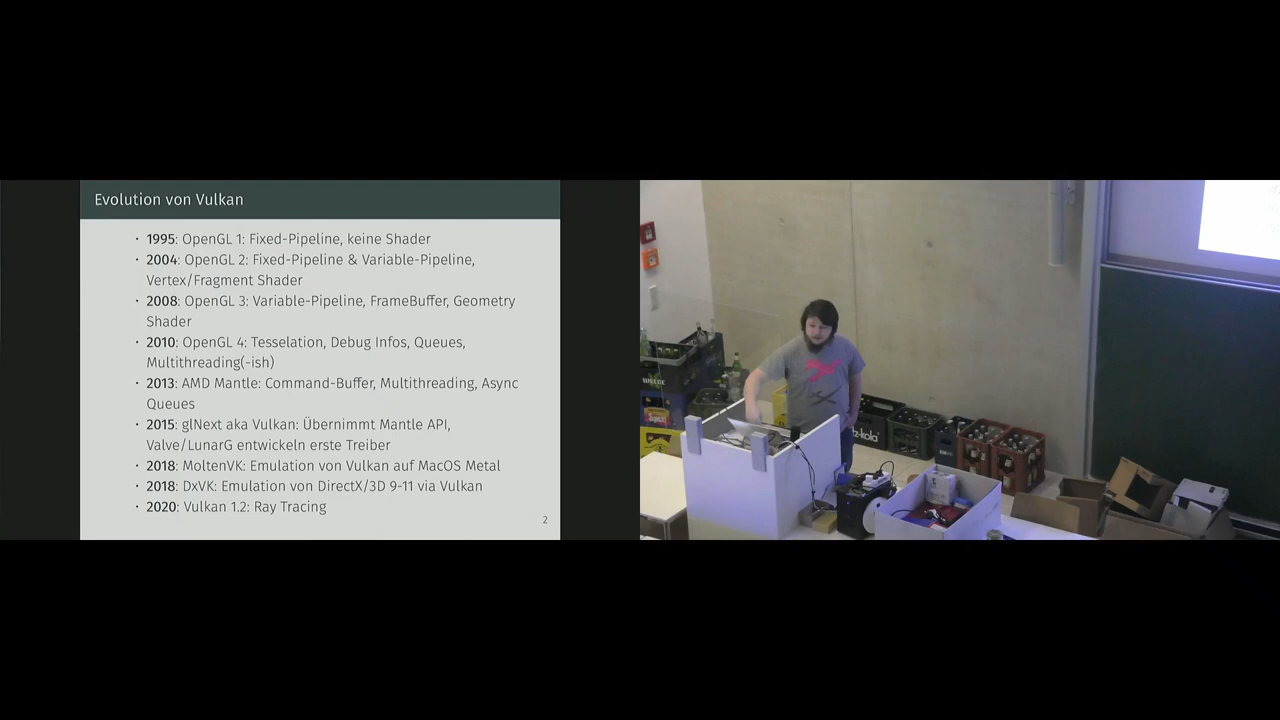 Evolution von Vulkan
· 1995: OpenGL 1: Fixed-Pipeline, keine Shader
· 2004: OpenGL 2: Fixed-Pipeline & Variable-Pipeline,
Vertex/Fragment Shader
· 2008: OpenGL 3: Variable-Pipeline, FrameBuffer, Geometry
Shader
· 2010: OpenGL 4: Tesselation, Debug Infos, Queues,
Multithreading(-ish)
· 2013: AMD Mantle: Command-Buffer, Multithreading, Async
Queues
· 2015: glNext aka Vulkan: Übernimmt Mantle API,
Valve/LunarG entwickeln erste Treiber
· 2018: MoltenVK: Emulation von Vulkan auf MacOS Metal
· 2018: DxVK: Emulation von DirectX/3D 9-11 via Vulkan
· 2020: Vulkan 1.2: Ray Tracing
2
z-kola